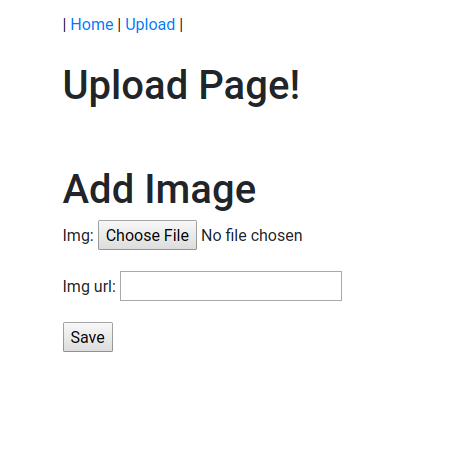 | Home | Upload |
Upload Page!
Add Image
Img: Choose File No file chosen
Img url:
Save